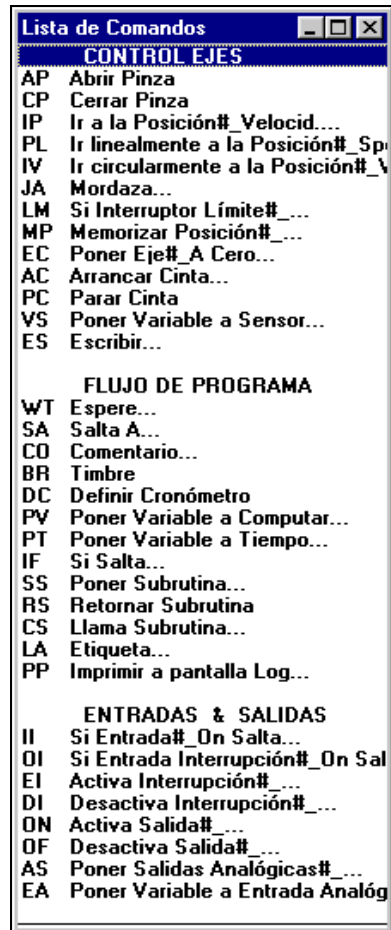 Lista de Comandos
CONTROL EJES
AP Abrir Pinza
CP Cerrar Pinza
IP Ir a la Posición#_Velocid....
PL Ir linealmente a la Posición#_Sp
IV Ir circularmente a la Posición#_V
JA Mordaza...
LM Si Interruptor Límite#_...
MP Memorizar Posición#_...
EC Poner Eje#_A Cero...
AC Arrancar Cinta...
PC Parar Cinta
VS Poner Variable a Sensor...
ES Escribir...
FLUJO DE PROGRAMA
WT Espere...
SA Salta A...
CO Comentario...
BR Timbre
DC Definir Cronómetro
PV Poner Variable a Computar...
PT Poner Variable a Tiempo...
IF Si Salta...
SS Poner Subrutina...
RS Retornar Subrutina
CS Llama Subrutina...
LA Etiqueta...
PP Imprimir a pantalla Log...
ENTRADAS & SALIDAS
II Si Entrada#_On Salta...
OI Si Entrada Interrupción#_On Sal
EI Activa Interrupción#_...
DI Desactiva Interrupción#_...
ON Activa Salida#_...
OF Desactiva Salida#_...
AS Poner Salidas Analógicas#_...
EA Poner Variable a Entrada Analóg